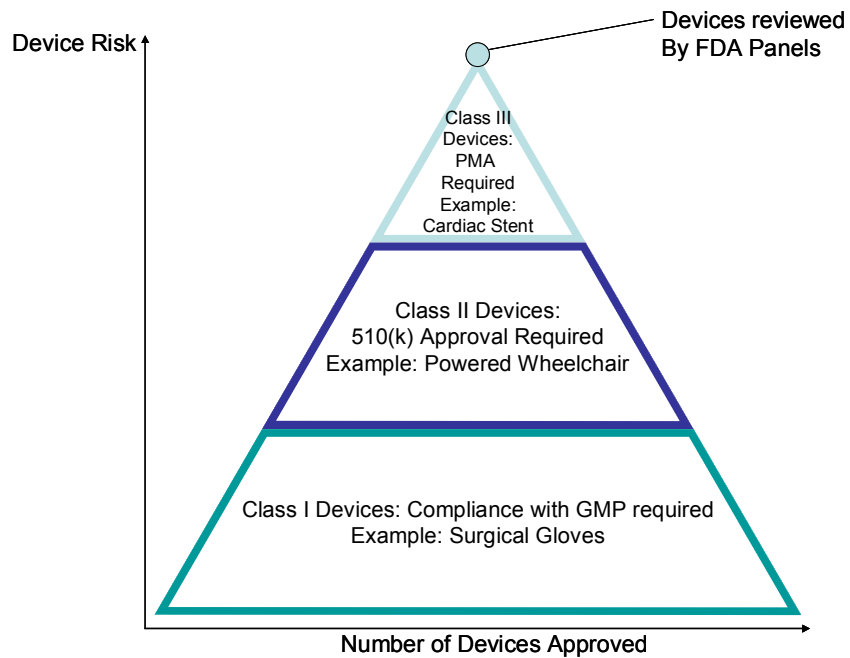 Devices reviewed
By FDA Panels
Device Risk
Class III
Devices:
PMA
Required
Example:
Cardiac Stent
Class II Devices:
510(k) Approval Required
Example: Powered Wheelchair
Class I Devices: Compliance with GMP required
Example: Surgical Gloves
Number of Devices Approved